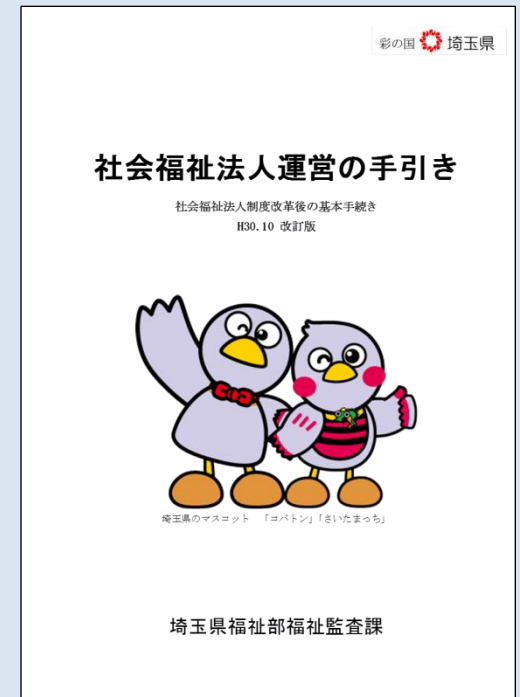 彩の国 埼玉県
社会福祉法人運営の手引き
社会福祉法人制度改革後の基本手続き
H30.10 改訂版
埼玉県のマスコット 「コバトン」「さいたまっち」
埼玉県福祉部福祉監査課